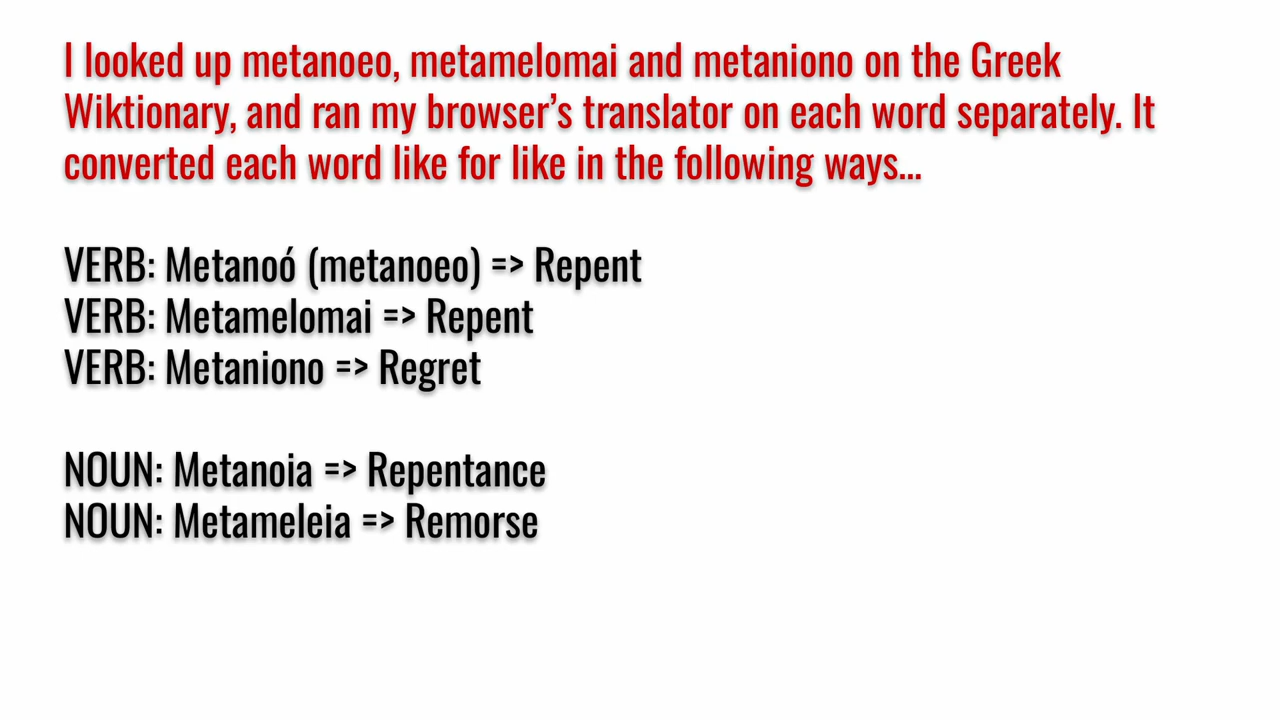 I looked up metanoeo, metamelomai and metaniono on the Greek
Wiktionary, and ran my browser’s translator on each word separately. It
converted each word like for like in the following ways...
VERB: Metanoó (metanoeo) => Repent
VERB: Metamelomai => Repent
VERB: Metaniono => Regret
NOUN: Metanoia => Repentance
NOUN: Metameleia => Remorse